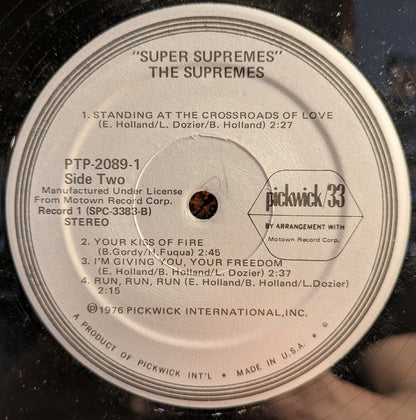 "SUPER SUPREMES"
THE SUPREMES
1. STANDING AT THE CROSSROADS OF LOVE
(E. Holland/L. Dozier/B. Holland) 2:27
PTP-2089-1
Side Two
Manufactured Under License
From Motown Record Corp.
Record 1 (SPC-3383-B)
STEREO
pickwick/33
BY ARRANGEMENT WITH
Motown Record Corp.
2. YOUR KISS OF FIRE
(B.Gordy/H.Fuqua) 2:45
3. I'M GIVING YOU, YOUR FREEDOM
(E. Holland/B. Holland/L. Dozier) 2:37
4. RUN, RUN, RUN (E. Holland/B. Holland/L.Dozier)
2:15
Ⓟ1976 PICKWICK INTERNATIONAL,INC.
A PRODUCT OF PICKWICK INT'L • MADE IN U.S.A. •